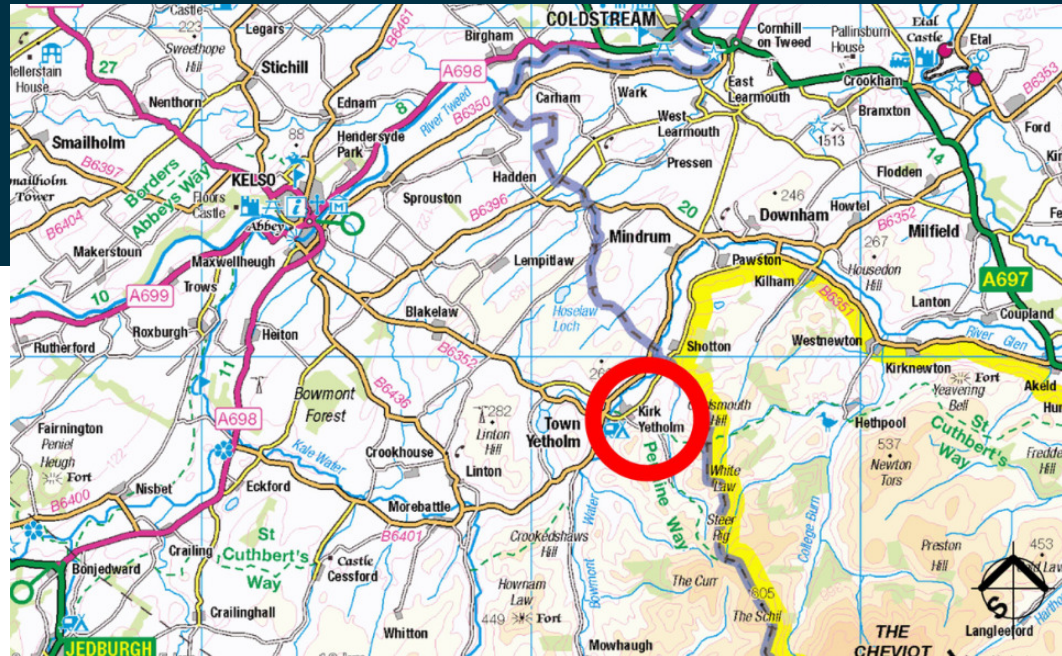 COLDSTREAM
Castle
223
Legars
Sweethope
Hill
Mellerstain
House
27
Stichill
Birgham
B6461
A698
Cornhill
on Tweed
Pallinsburn
House
Etal
Castle
Etal
Crookham
Branxton
B6353
Ford
Nenthorn
Ednam
8
River Tweed
B6350
Carham
Wark
East
Learmouth
West
Learmouth
1513
14
Smailholm
88
Hendersyde
Park
Pressen
Flodden
B6397
Smailholm
Tower
Borders
Abbeys Way
KELSO
Floors
Castle
Abbey
i
M
Sprouston
Hadden
B6396
20
246
Downham
Howtel
B6352
B6404
Makerstoun
Maxwellheugh
Lempitlaw
Mindrum
Pawston
Kilham
267
Housedon
Hill
Milfield
A697
10
A699
Trows
Roxburgh
Hoselaw
Loch
B6351
Lanton
Coupland
Rutherford
Heiton
11
Blakelaw
B6352
Shotton
Westnewton
River Glen
Kirknewton
Fort
Yeavering
Bell
Akeld
A698
Bowmont
Forest
B6436
282
Linton
Hill
Town
Yetholm
Kirk
Yetholm
Hill
Hethpool
St
Cuthbert's
Way
Fairnington
Peniel
Heugh
Fort
Kale Water
Crookhouse
Linton
Pennine Way
White
Law
537
Newton
Tors
B6400
Nisbet
Eckford
Morebattle
B6401
Bowmont Water
Steer
Rig
College Burn
Crailing
St
Cuthbert's
Way
Castle
Cessford
Crookedshaws
Hill
Preston
Hill
453
Bonjedward
Hownam
Law
The Curr
605
The Schil
Crailinghall
449
Fort
S
Langleeford
JEDBURGH
Whitton
Mowhaugh
THE
CHEVIOT